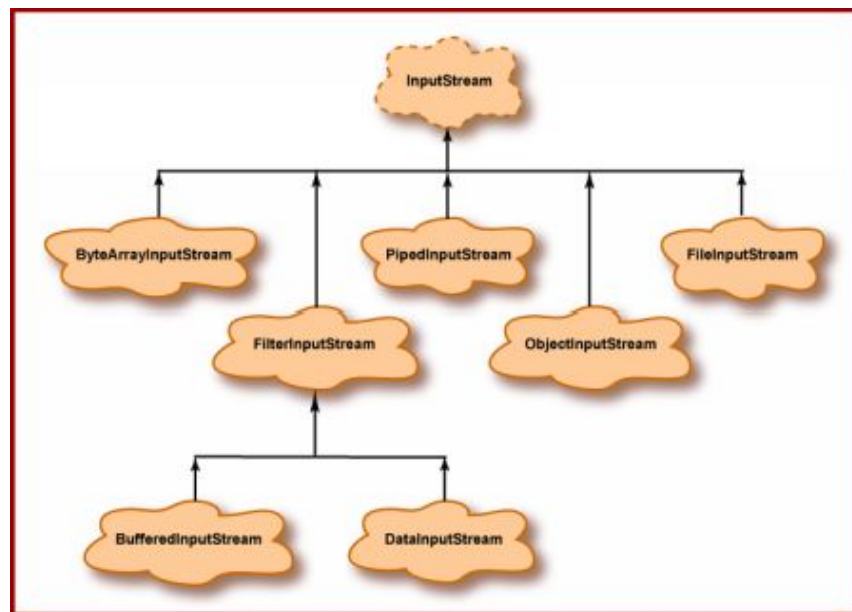 InputStream
ByteArrayInputStream
PipedInputStream
FileInputStream
FilterInputStream
ObjectInputStream
BufferedInputStream
DataInputStream